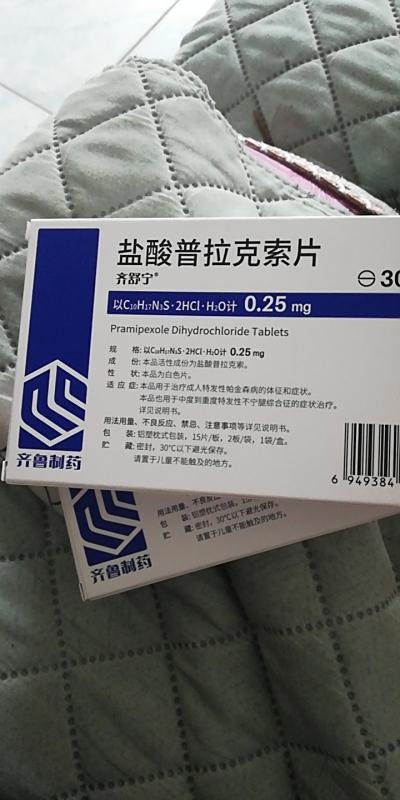 盐酸普拉克索片
齐舒宁®
30
以C₁₀H₁₇N₃S·2HCl·H₂O计 0.25 mg
Pramipexole Dihydrochloride Tablets
规 格: 以C₁₀H₁₇N₃S·2HCl·H₂O计 0.25 mg
成 份: 本品活性成份为盐酸普拉克索。
性 状: 本品为白色片。
适 应 症: 本品用于治疗成人特发性帕金森病的体征和症状。
本品也用于中度到重度特发性不宁腿综合征的症状治疗。
详见说明书。
用法用量、不良反应、禁忌、注意事项等详见说明书。
包 装: 铝塑枕式包装,15片/板,2板/袋,1袋/盒。
贮 藏: 密封,30℃以下避光保存。
请置于儿童不能触及的地方。
齐鲁制药
6 949384
用法用量、不良反应
包 装: 铝塑枕式包装,
贮 藏: 密封,30℃以下避光保存。
请置于儿童不能触及的地方。
齐鲁制药